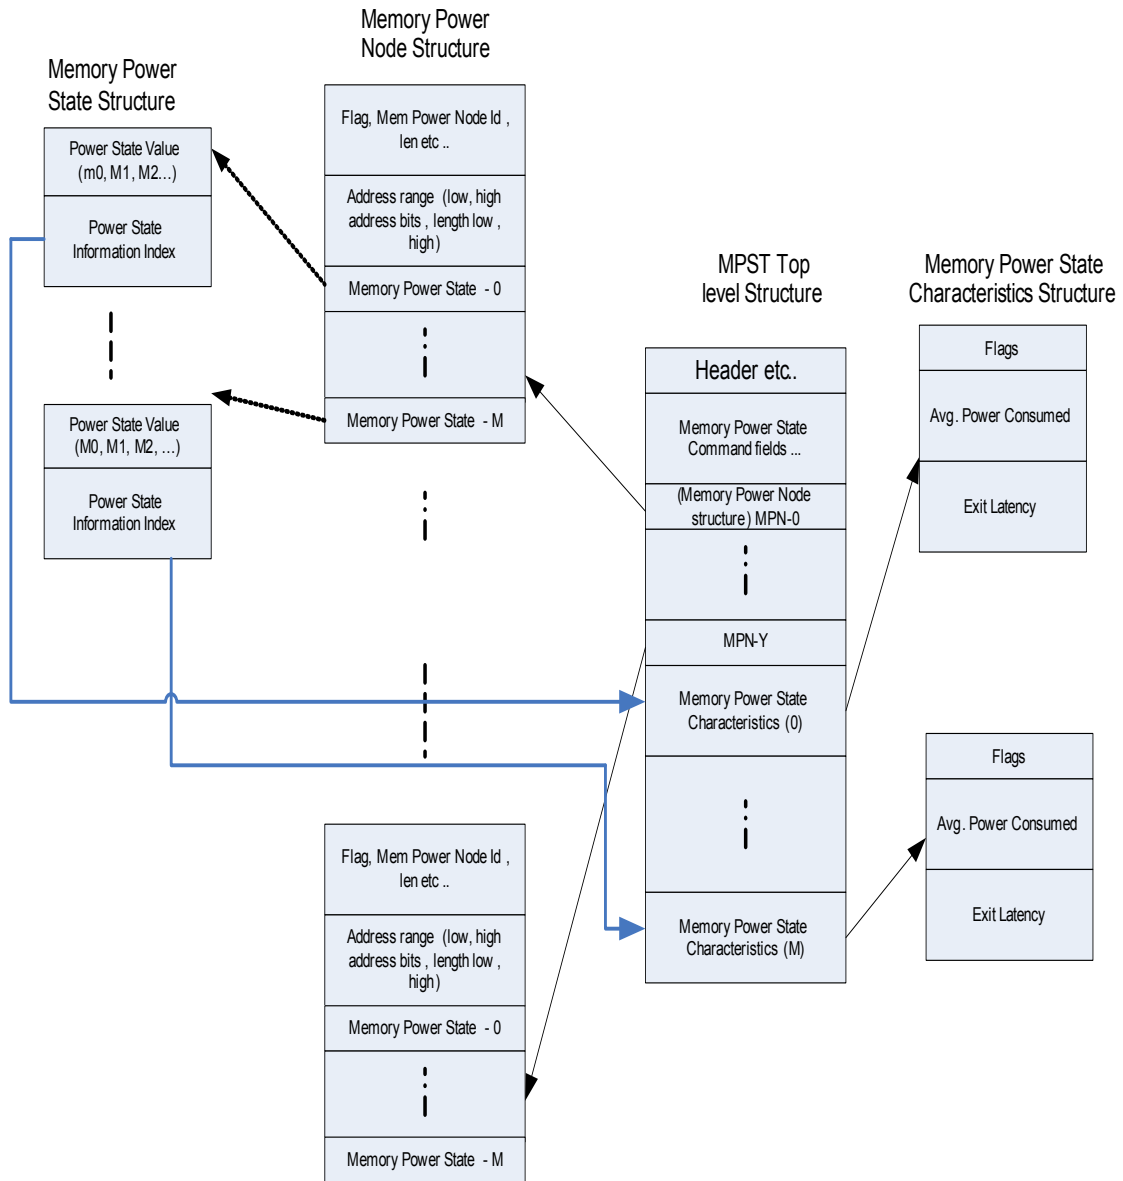 Memory Power
Node Structure
Memory Power
State Structure
Power State Value
(m0, M1, M2...)
Power State
Information Index
Power State Value
(M0, M1, M2, ...)
Power State
Information Index
Flag, Mem Power Node Id ,
len etc ..
Address range (low, high
address bits , length low ,
high)
Memory Power State - 0
Memory Power State - M
MPST Top
level Structure
Header etc..
Memory Power State
Command fields ...
(Memory Power Node
structure ) MPN-0
MPN-Y
Memory Power State
Characteristics (0)
Memory Power State
Characteristics (M)
Memory Power State
Characteristics Structure
Flags
Avg. Power Consumed
Exit Latency
Flags
Avg. Power Consumed
Exit Latency
Flag, Mem Power Node Id ,
len etc ..
Address range (low, high
address bits , length low ,
high)
Memory Power State - 0
Memory Power State - M